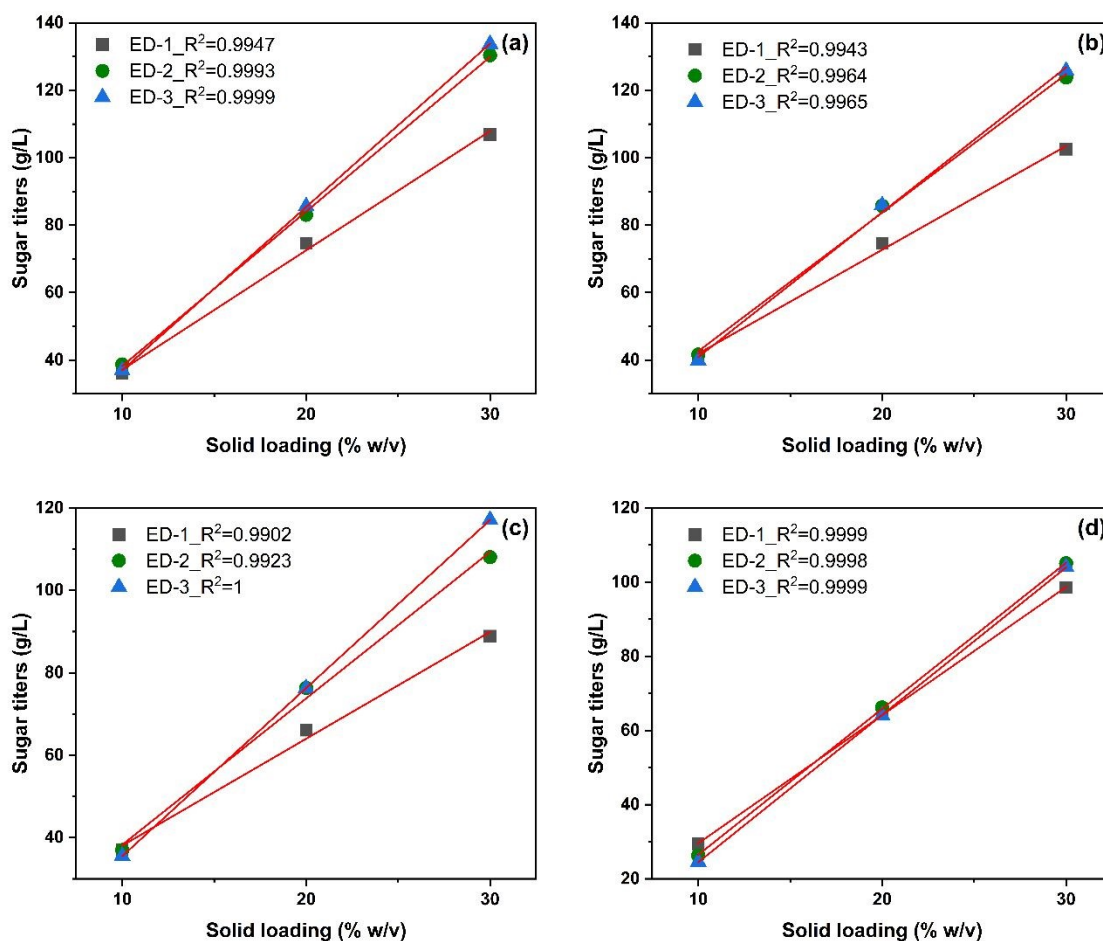 140
120
100
80
60
40
Sugar titers (g/L)
ED-1_R²=0.9947
ED-2_R²=0.9993
ED-3_R²=0.9999
(a)
10
20
30
Solid loading (% w/v)
140
120
100
80
60
40
Sugar titers (g/L)
ED-1_R²=0.9943
ED-2_R²=0.9964
ED-3_R²=0.9965
(b)
10
20
30
Solid loading (% w/v)
120
100
80
60
40
Sugar titers (g/L)
ED-1_R²=0.9902
ED-2_R²=0.9923
ED-3_R²=1
(c)
10
20
30
Solid loading (% w/v)
120
100
80
60
40
20
Sugar titers (g/L)
ED-1_R²=0.9999
ED-2_R²=0.9998
ED-3_R²=0.9999
(d)
10
20
30
Solid loading (% w/v)